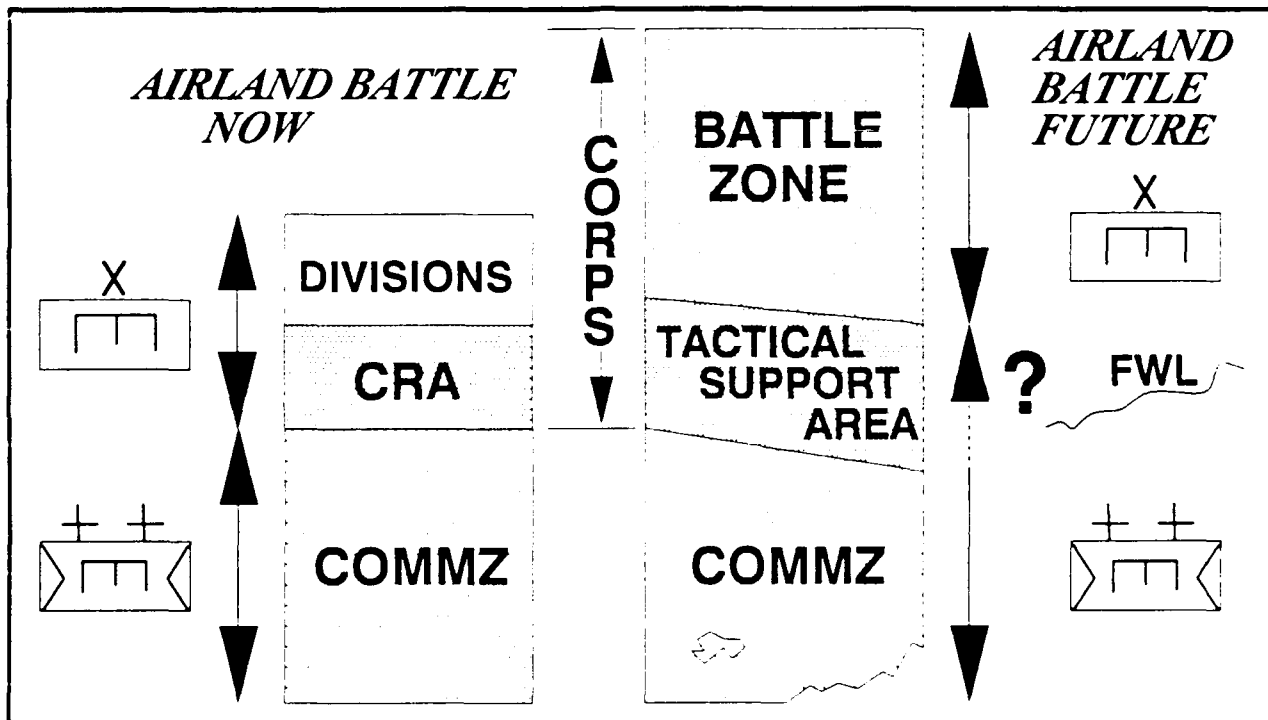 AIRLAND BATTLE
NOW
X
DIVISIONS
CRA
COMMZ
CORPS
BATTLE
ZONE
TACTICAL
SUPPORT
AREA
COMMZ
AIRLAND
BATTLE
FUTURE
X
?
FWL